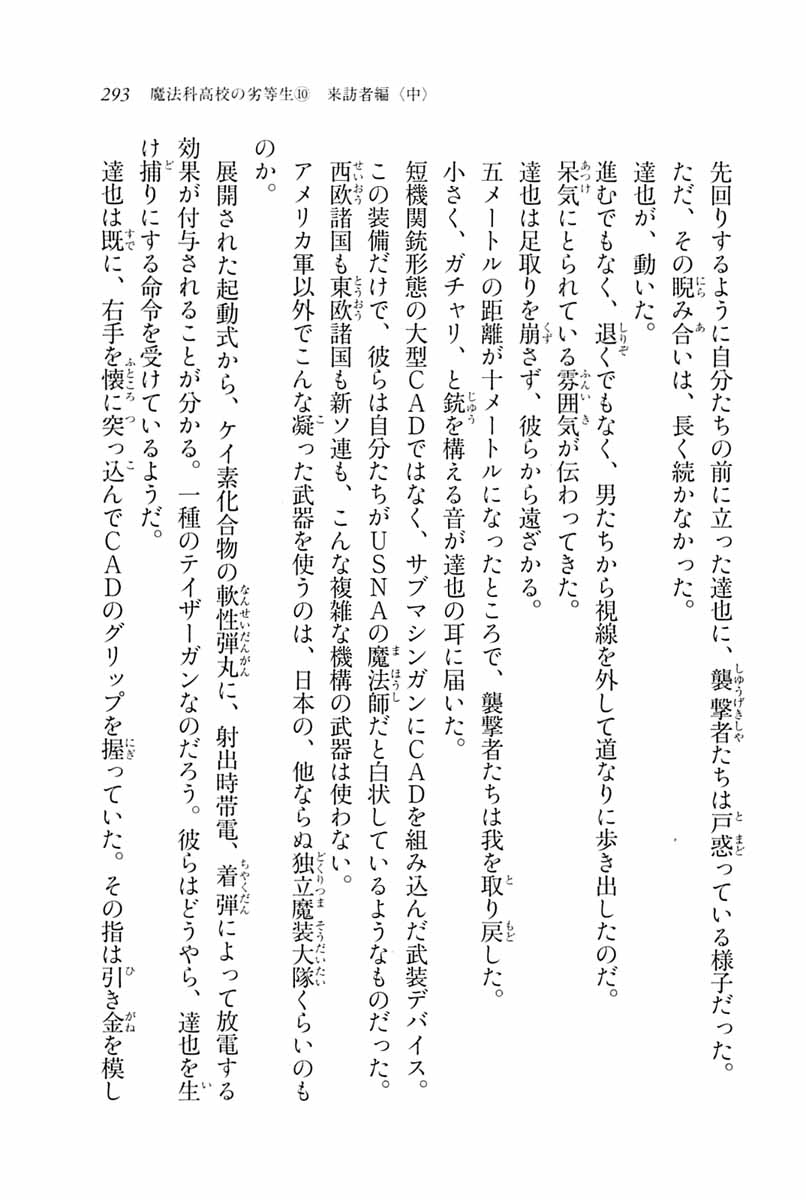 293　魔法科高校の劣等生⑩　来訪者編〈中〉
先回りするように自分たちの前に立った達也に、襲撃者たちは戸惑っている様子だった。
ただ、その睨み合いは、長く続かなかった。
達也が、動いた。
進むでもなく、退くでもなく、男たちから視線を外して道なりに歩き出したのだ。
呆気にとられている雰囲気が伝わってきた。
達也は足取りを崩さず、彼らから遠ざかる。
五メートルの距離が十メートルになったところで、襲撃者たちは我を取り戻した。
小さく、ガチャリ、と銃を構える音が達也の耳に届いた。
短機関銃形態の大型ＣＡＤではなく、サブマシンガンにＣＡＤを組み込んだ武装デバイス。
この装備だけで、彼らは自分たちがＵＳＮＡの魔法師だと白状しているようなものだった。
西欧諸国も東欧諸国も新ソ連も、こんな複雑な機構の武器は使わない。
アメリカ軍以外でこんな凝った武器を使うのは、日本の、他ならぬ独立魔装大隊くらいのも
のか。
展開された起動式から、ケイ素化合物の軟性弾丸に、射出時帯電、着弾によって放電する
効果が付与されることが分かる。一種のテイザーガンなのだろう。彼らはどうやら、達也を生
け捕りにする命令を受けているようだ。
達也は既に、右手を懐に突っ込んでＣＡＤのグリップを握っていた。その指は引き金を模し